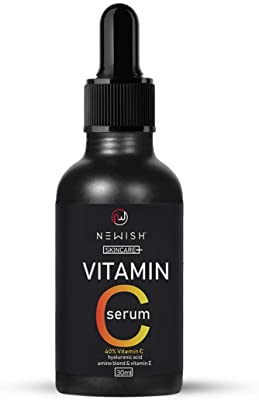 NEWISH®
SKINCARE+
VITAMIN
C serum
40% Vitamin C
hyaluronic acid
amino blend & vitamin E
30ml